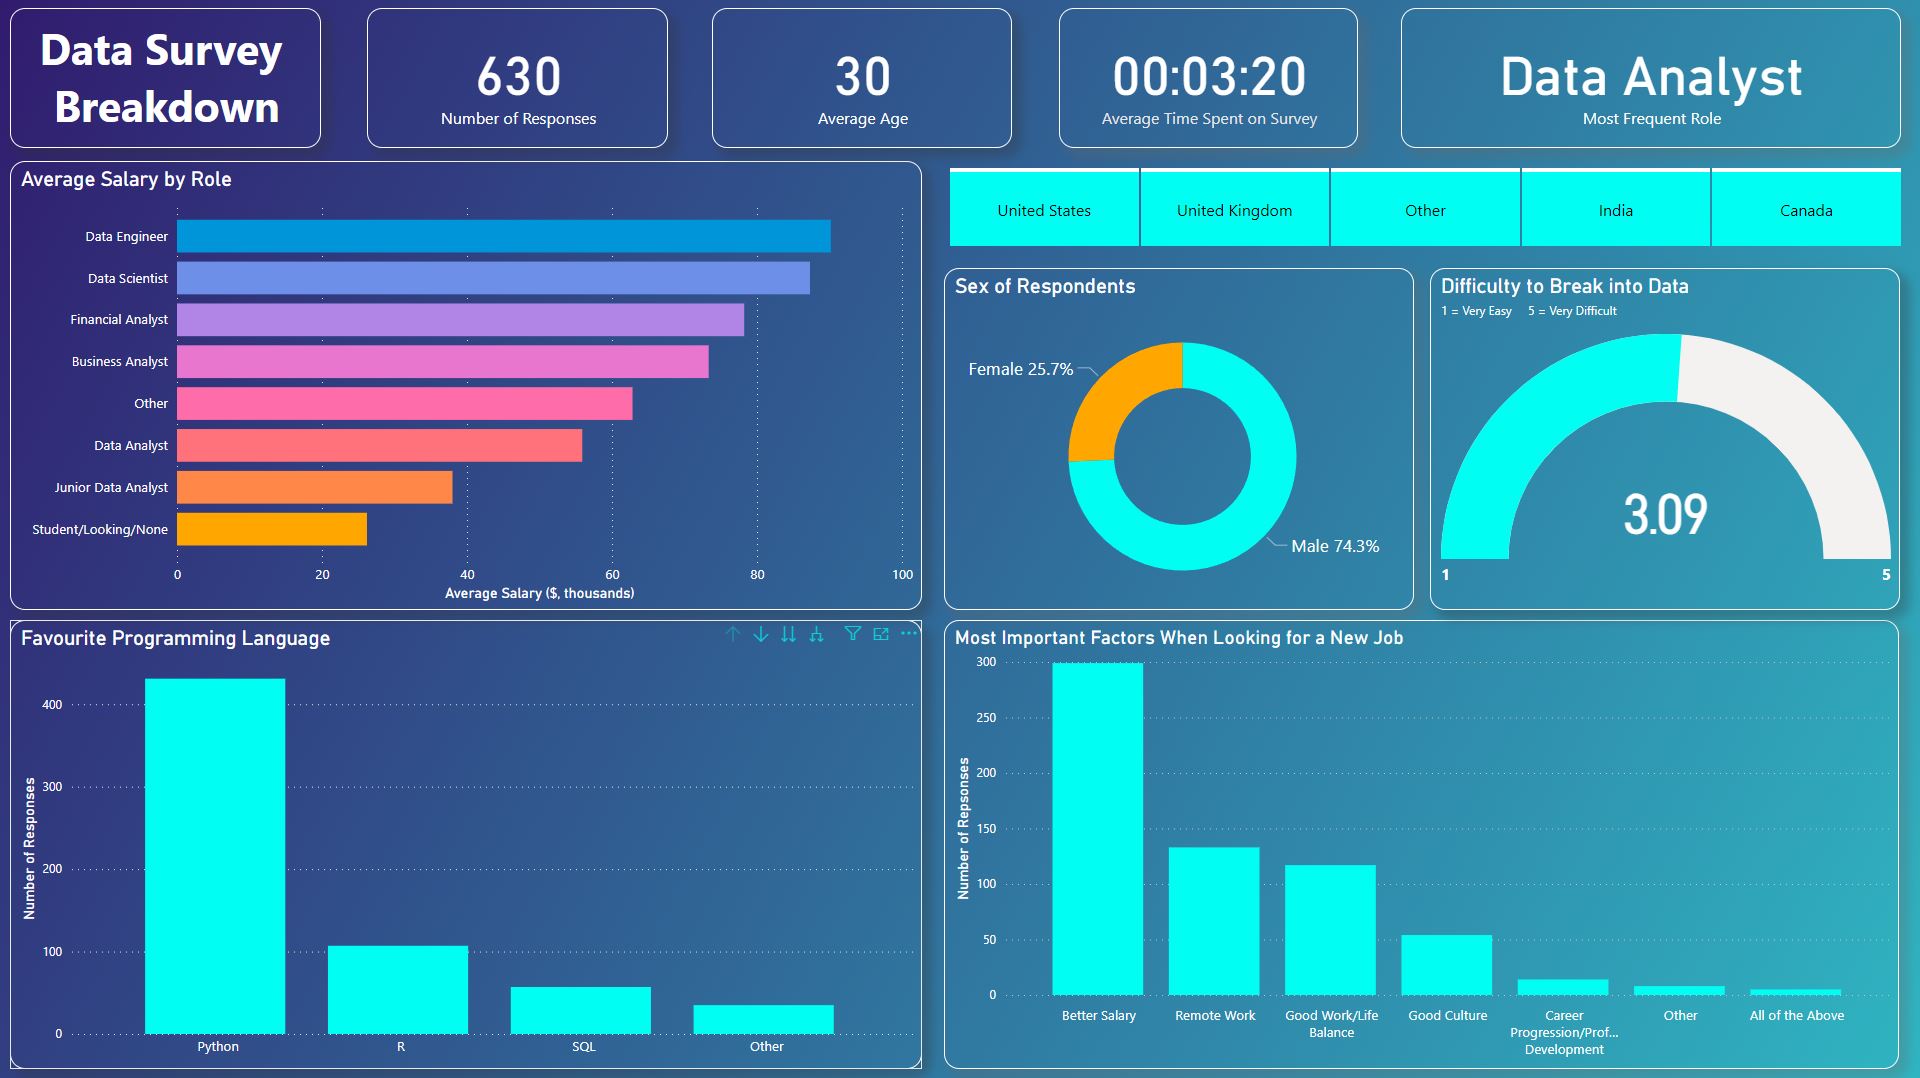 Data Survey
Breakdown
630
Number of Responses
30
Average Age
00:03:20
Average Time Spent on Survey
Data Analyst
Most Frequent Role
Average Salary by Role
Data Engineer
Data Scientist
Financial Analyst
Business Analyst
Other
Data Analyst
Junior Data Analyst
Student/Looking/None
0 20 40 60 80 100
Average Salary ($, thousands)
United States United Kingdom Other India Canada
Sex of Respondents
Female 25.7%
Male 74.3%
Difficulty to Break into Data
1 = Very Easy 5 = Very Difficult
3.09
1 5
Favourite Programming Language
Number of Responses
400
300
200
100
0
Python R SQL Other
Most Important Factors When Looking for a New Job
Number of Repsonses
300
250
200
150
100
50
0
Better Salary
Remote Work
Good Work/Life
Balance
Good Culture
Career
Progression/Prof...
Development
Other
All of the Above